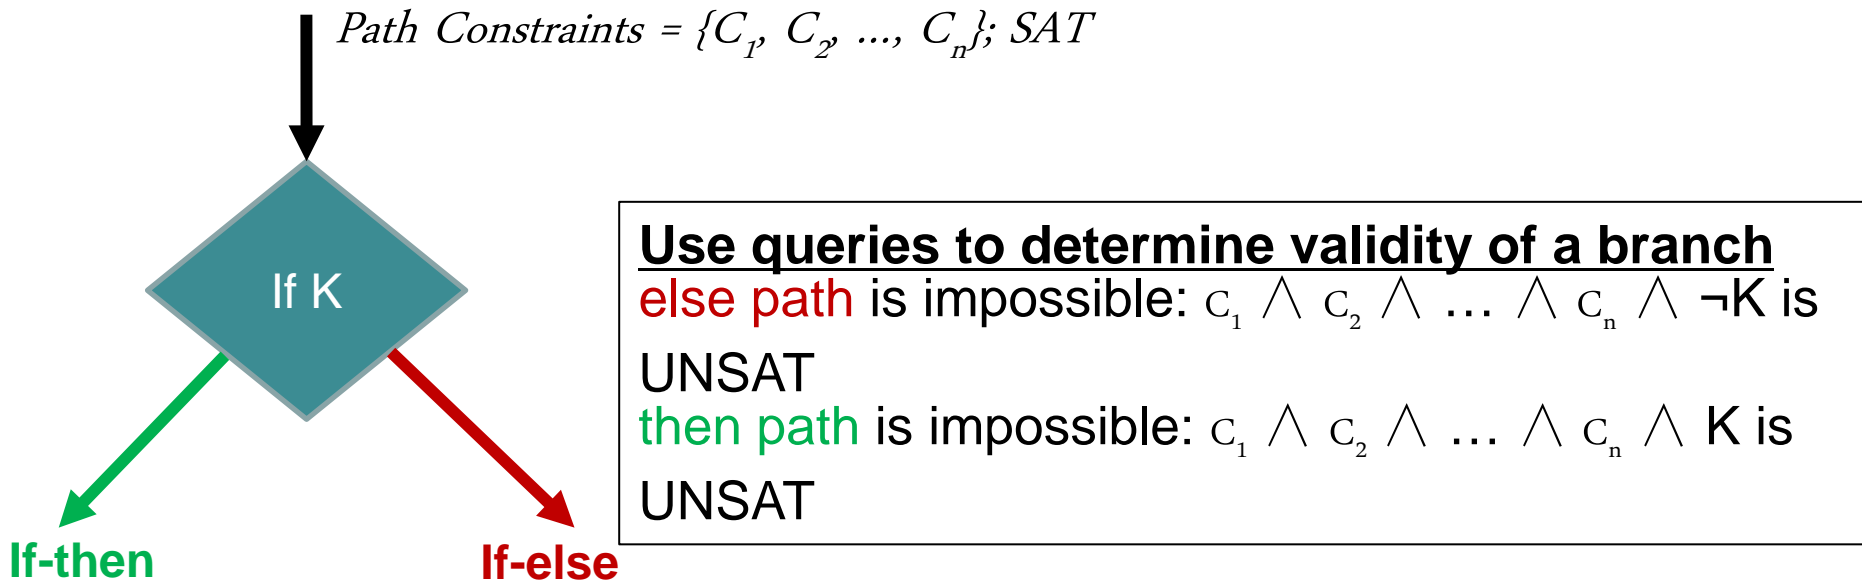 Path Constraints = {C₁, C₂, ..., Cₙ}; SAT
If K
Use queries to determine validity of a branch
else path is impossible: C₁ ∧ C₂ ∧ … ∧ Cₙ ∧ ¬K is
UNSAT
then path is impossible: C₁ ∧ C₂ ∧ … ∧ Cₙ ∧ K is
UNSAT
If-then
If-else